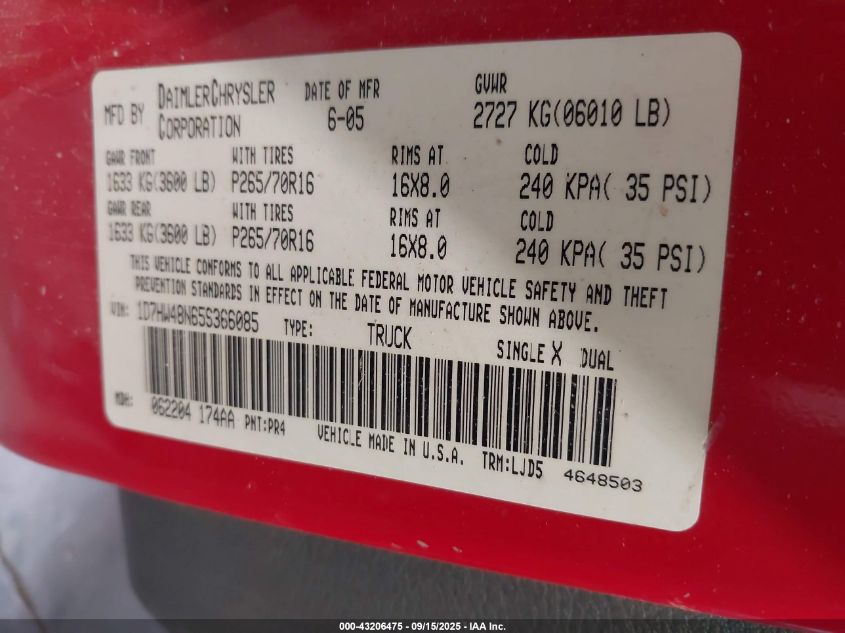 MFD BY DAIMLERCHRYSLER CORPORATION DATE OF MFR 6-05 GVWR 2727 KG(06010 LB)
GAWR FRONT WITH TIRES RIMS AT COLD
1633 KG(3600 LB) P265/70R16 16X8.0 240 KPA( 35 PSI)
GAWR REAR WITH TIRES RIMS AT COLD
1633 KG(3600 LB) P265/70R16 16X8.0 240 KPA( 35 PSI)
THIS VEHICLE CONFORMS TO ALL APPLICABLE FEDERAL MOTOR VEHICLE SAFETY AND THEFT
PREVENTION STANDARDS IN EFFECT ON THE DATE OF MANUFACTURE SHOWN ABOVE.
VIN: 1D7HW48N65S366085 TYPE: TRUCK SINGLE X DUAL
MDH: 062204 174AA PNT:PR4 VEHICLE MADE IN U.S.A. TRM:LJD5 4648503
000-43206475 - 09/15/2025 - IAA Inc.